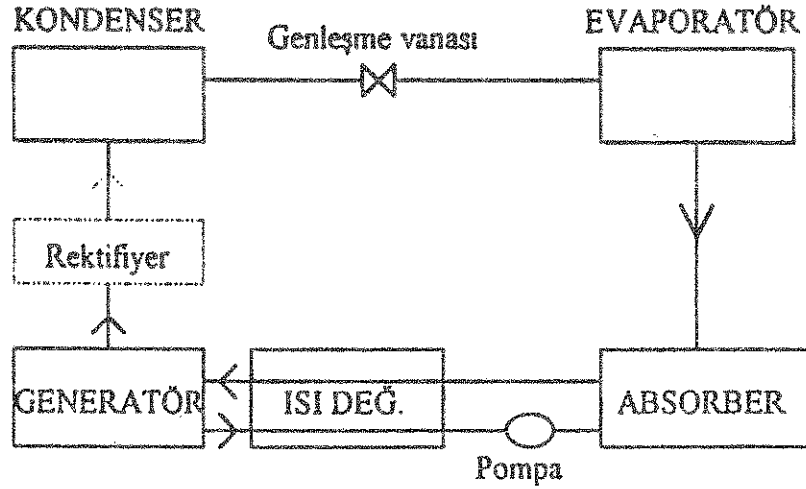 KONDENSER
Genleşme vanası
EVAPORATÖR
Rektifiyer
GENERATÖR
ISI DEĞ.
ABSORBER
Pompa